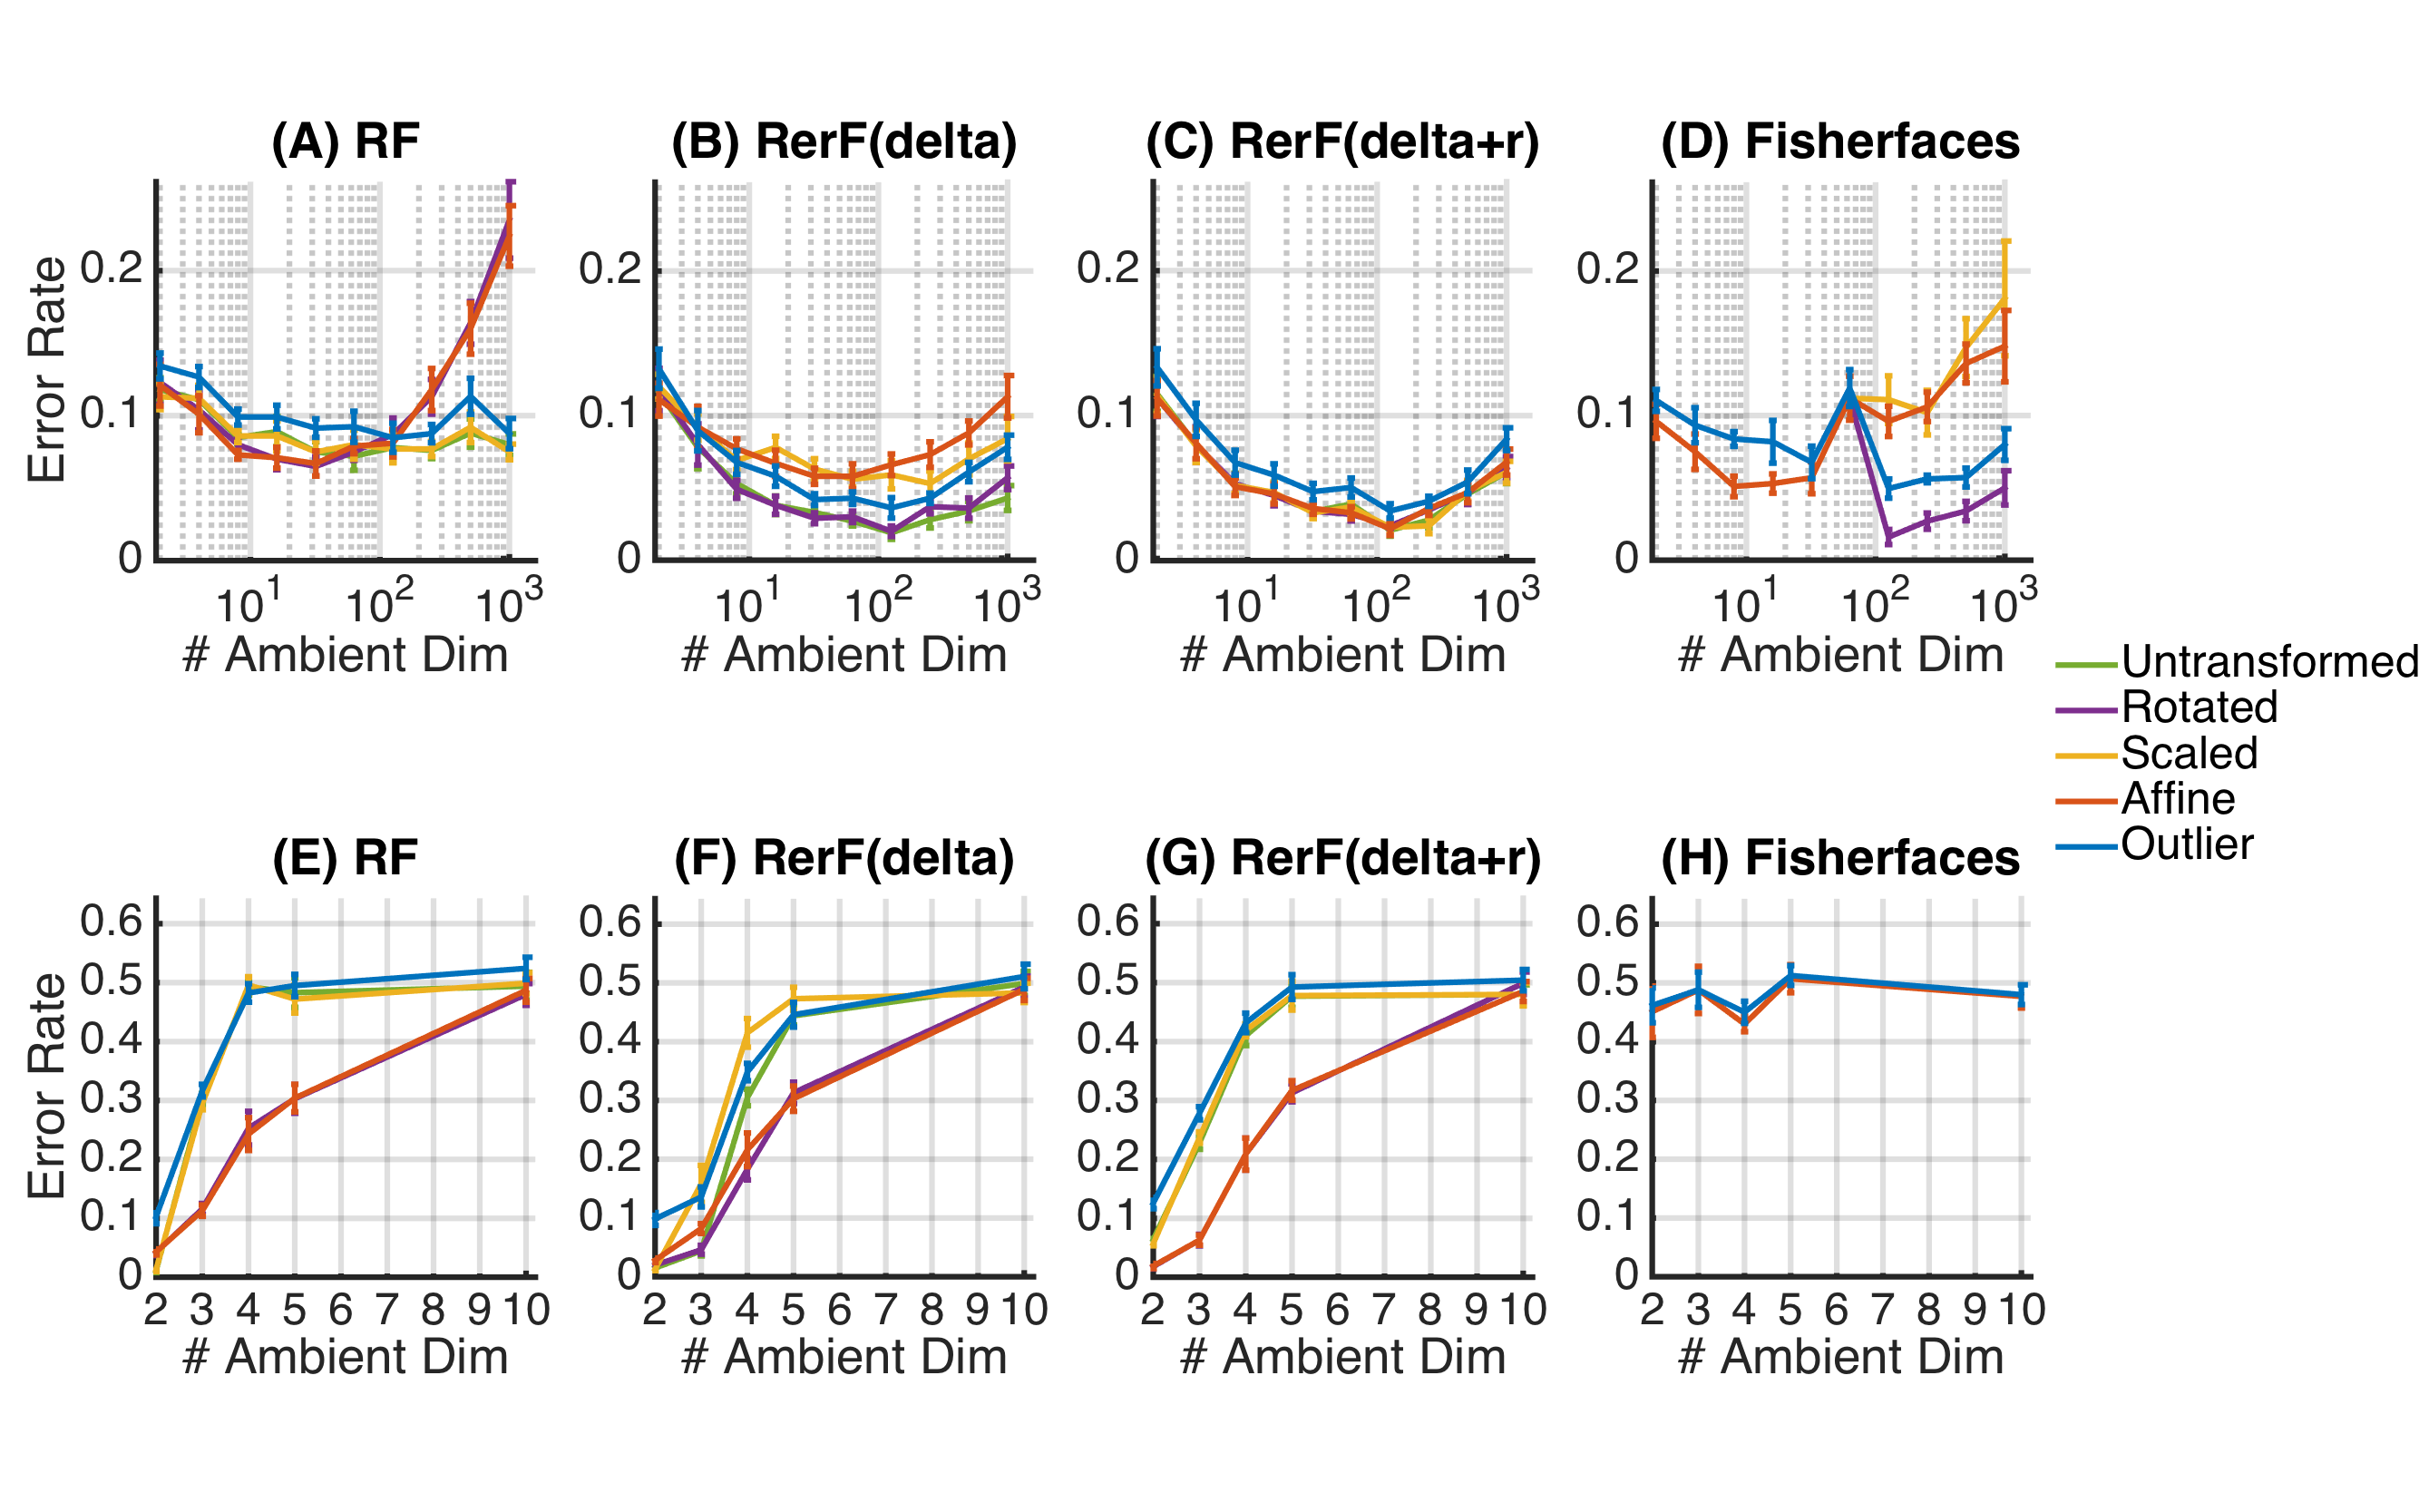 (A) RF
(B) RerF(delta)
(C) RerF(delta+r)
(D) Fisherfaces
Error Rate
0.2
0.1
0
10^1 10^2 10^3
# Ambient Dim
0.2
0.1
0
10^1 10^2 10^3
# Ambient Dim
0.2
0.1
0
10^1 10^2 10^3
# Ambient Dim
0.2
0.1
0
10^1 10^2 10^3
# Ambient Dim
Untransformed
Rotated
Scaled
Affine
Outlier
(E) RF
(F) RerF(delta)
(G) RerF(delta+r)
(H) Fisherfaces
Error Rate
0.6
0.5
0.4
0.3
0.2
0.1
0
2 3 4 5 6 7 8 9 10
# Ambient Dim
0.6
0.5
0.4
0.3
0.2
0.1
0
2 3 4 5 6 7 8 9 10
# Ambient Dim
0.6
0.5
0.4
0.3
0.2
0.1
0
2 3 4 5 6 7 8 9 10
# Ambient Dim
0.6
0.5
0.4
0.3
0.2
0.1
0
2 3 4 5 6 7 8 9 10
# Ambient Dim